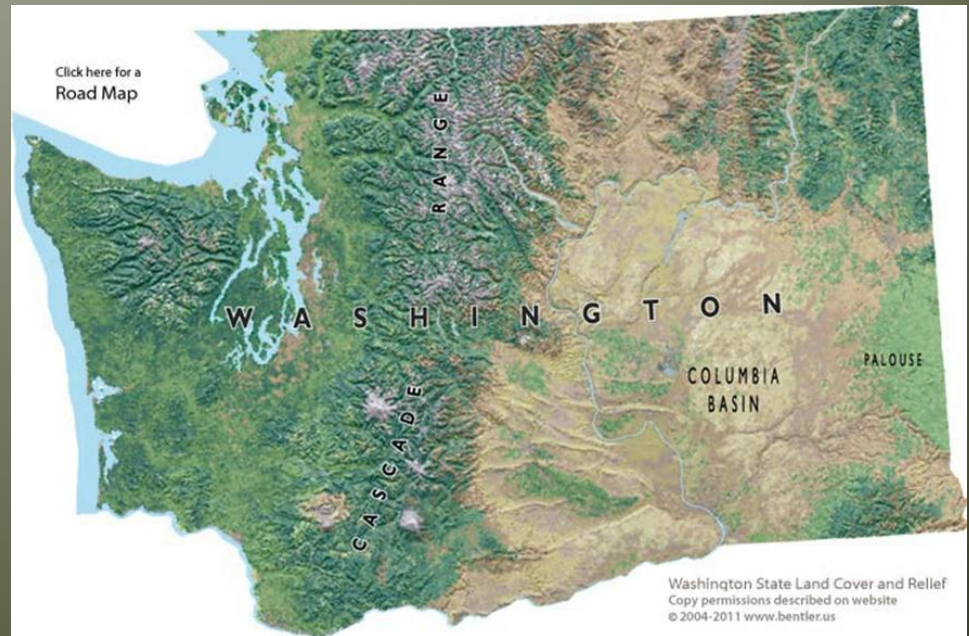 Click here for a
Road Map
CASCADE RANGE
WASHINGTON
COLUMBIA
BASIN
PALOUSE
Washington State Land Cover and Relief
Copy permissions described on website
© 2004-2011 www.bentler.us